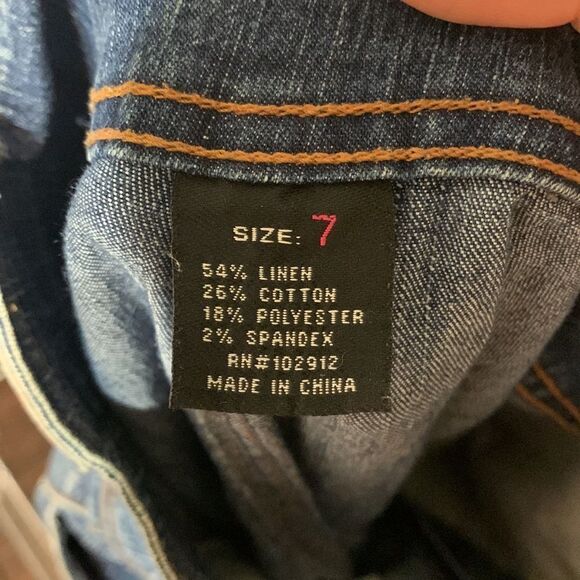 SIZE: 7
54% LINEN
26% COTTON
18% POLYESTER
2% SPANDEX
RN#102912
MADE IN CHINA